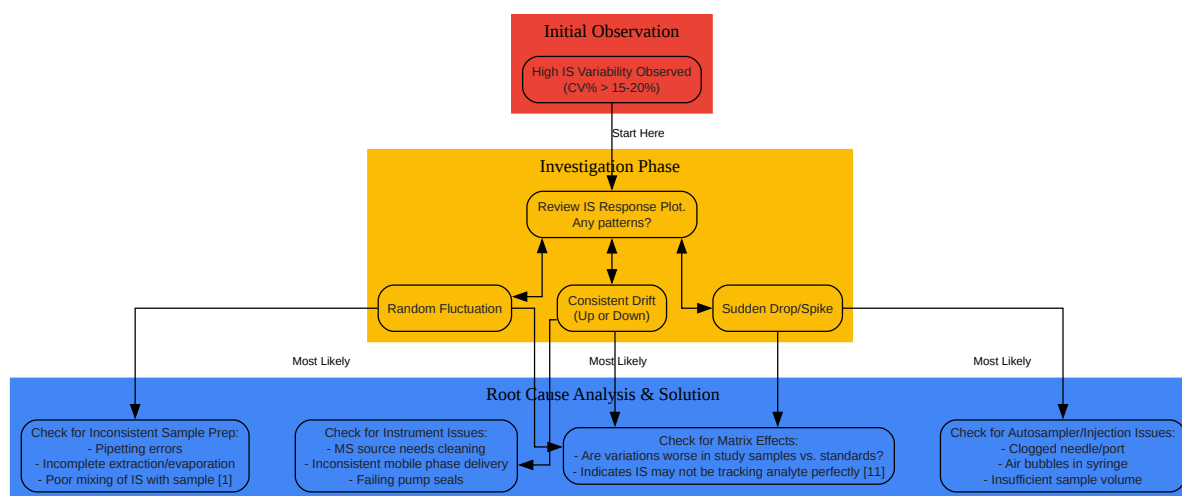 Initial Observation
High IS Variability Observed
(CV% > 15-20%)
Start Here
Investigation Phase
Review IS Response Plot.
Any patterns?
Random Fluctuation
Consistent Drift
(Up or Down)
Sudden Drop/Spike
Most Likely
Most Likely
Most Likely
Root Cause Analysis & Solution
Check for Inconsistent Sample Prep:
- Pipetting errors
- Incomplete extraction/evaporation
- Poor mixing of IS with sample [1]
Check for Instrument Issues:
- MS source needs cleaning
- Inconsistent mobile phase delivery
- Failing pump seals
Check for Matrix Effects:
- Are variations worse in study samples vs. standards?
- Indicates IS may not be tracking analyte perfectly [11]
Check for Autosampler/Injection Issues:
- Clogged needle/port
- Air bubbles in syringe
- Insufficient sample volume